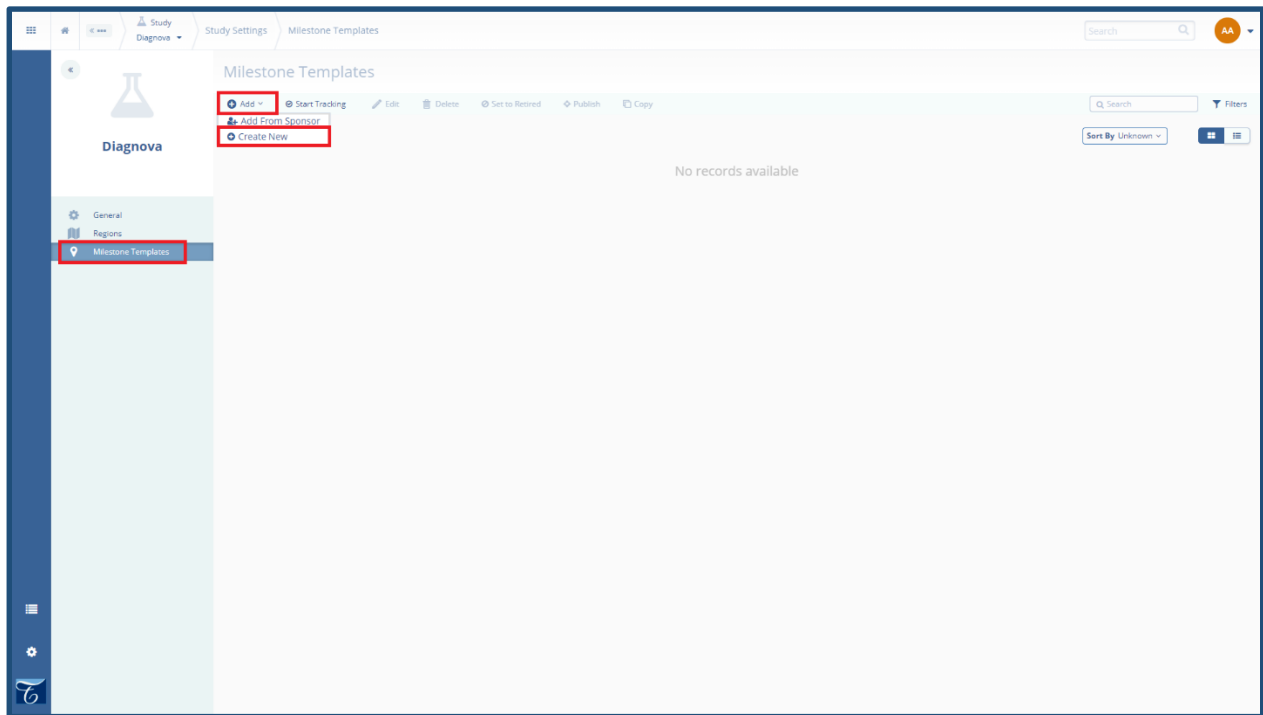 Study
Diagnova
Study Settings
Milestone Templates
Search
AA
Diagnova
General
Regions
Milestone Templates
Milestone Templates
Add
Start Tracking
Edit
Delete
Set to Retired
Publish
Copy
Search
Filters
Add From Sponsor
Create New
Sort By Unknown
No records available